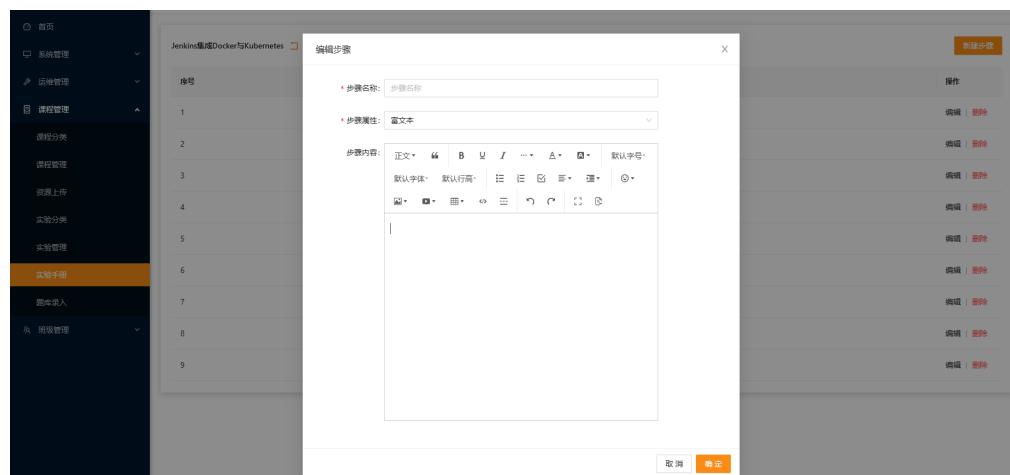 首页
系统管理
运维管理
课程管理
课程分类
课程管理
资源上传
实验分类
实验管理
实验手册
题库录入
班级管理
Jenkins集成Docker与Kubernetes
新建步骤
序号 操作
1 编辑 | 删除
2 编辑 | 删除
3 编辑 | 删除
4 编辑 | 删除
5 编辑 | 删除
6 编辑 | 删除
7 编辑 | 删除
8 编辑 | 删除
9 编辑 | 删除
编辑步骤 X
* 步骤名称: 步骤名称
* 步骤属性: 富文本
步骤内容:
正文 B U I ... A A 默认字号
默认字体 默认行高
取 消 确 定